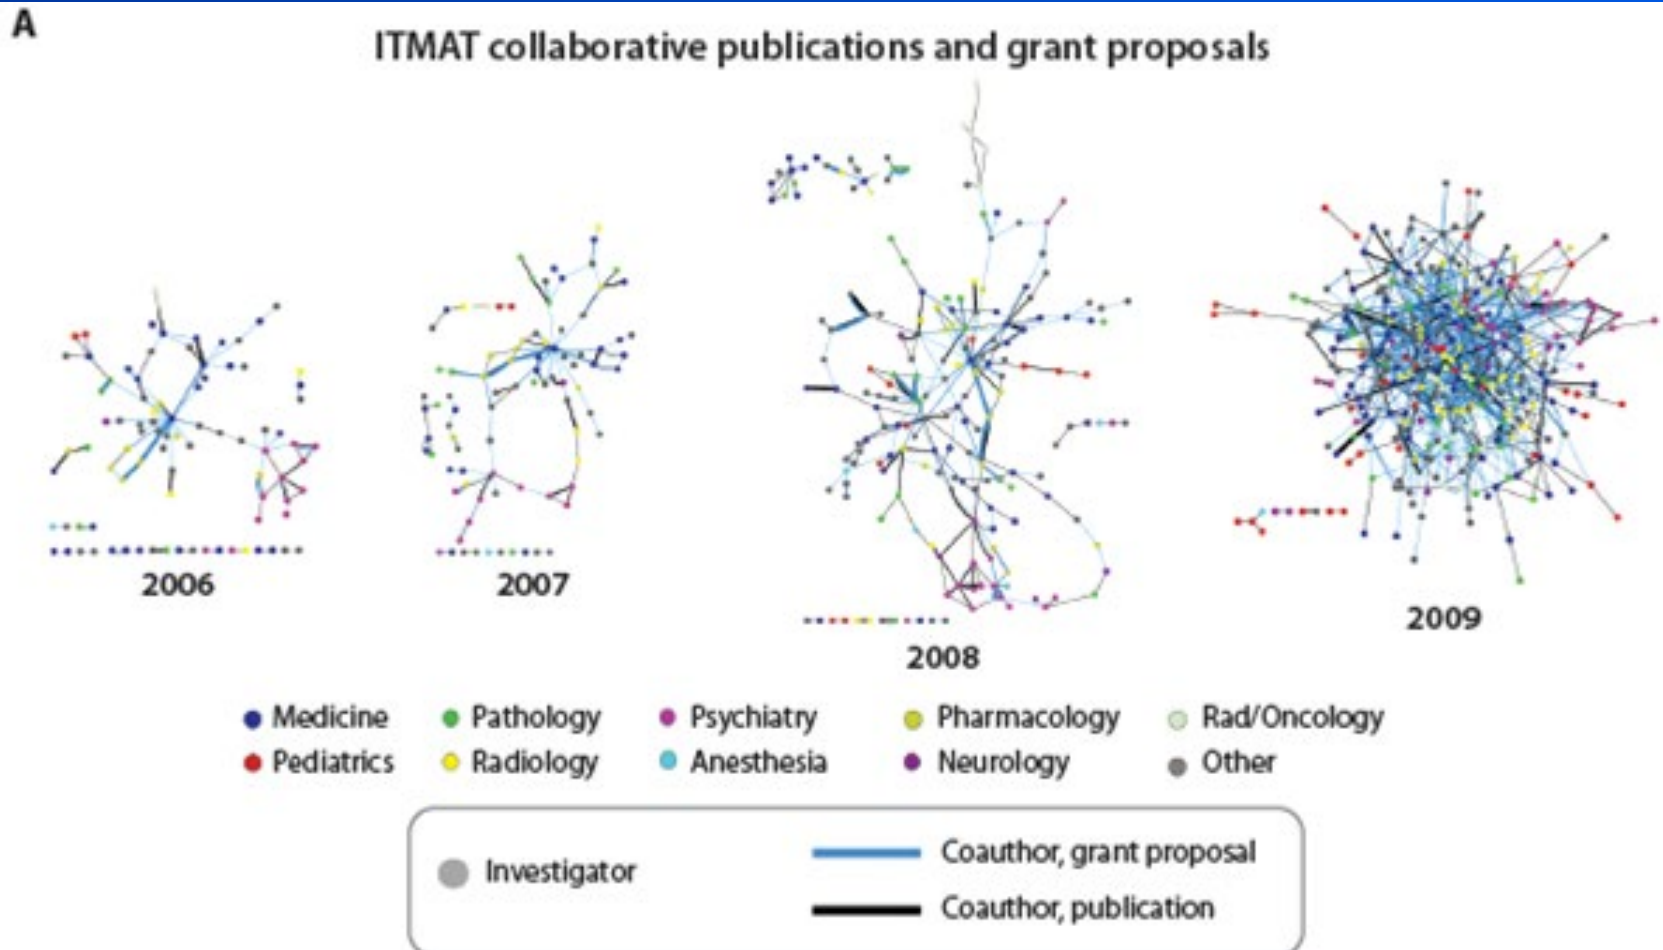 A
ITMAT collaborative publications and grant proposals
2006
2007
2008
2009
Medicine
Pathology
Psychiatry
Pharmacology
Rad/Oncology
Pediatrics
Radiology
Anesthesia
Neurology
Other
Investigator
Coauthor, grant proposal
Coauthor, publication